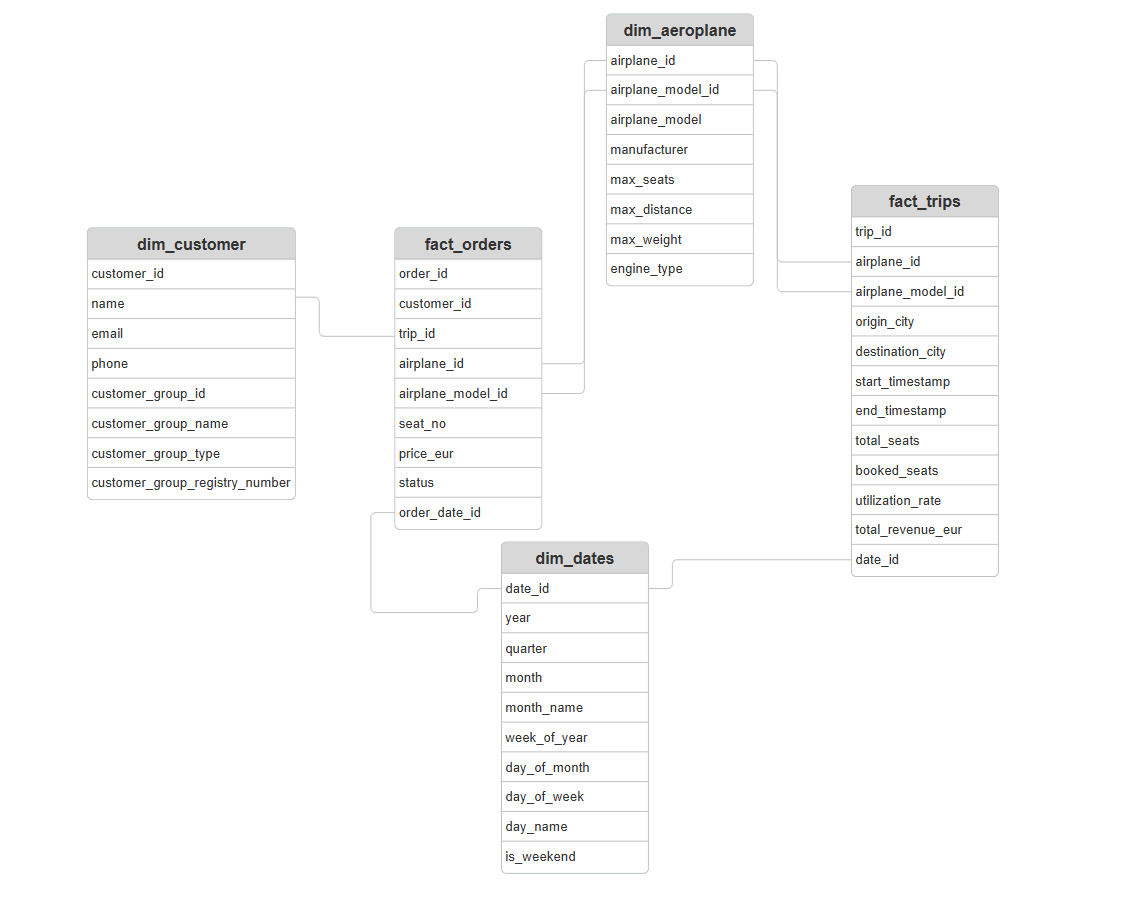 dim_aeroplane
airplane_id
airplane_model_id
airplane_model
manufacturer
max_seats
max_distance
max_weight
engine_type
fact_trips
trip_id
airplane_id
airplane_model_id
origin_city
destination_city
start_timestamp
end_timestamp
total_seats
booked_seats
utilization_rate
total_revenue_eur
date_id
dim_customer
customer_id
name
email
phone
customer_group_id
customer_group_name
customer_group_type
customer_group_registry_number
fact_orders
order_id
customer_id
trip_id
airplane_id
airplane_model_id
seat_no
price_eur
status
order_date_id
dim_dates
date_id
year
quarter
month
month_name
week_of_year
day_of_month
day_of_week
day_name
is_weekend